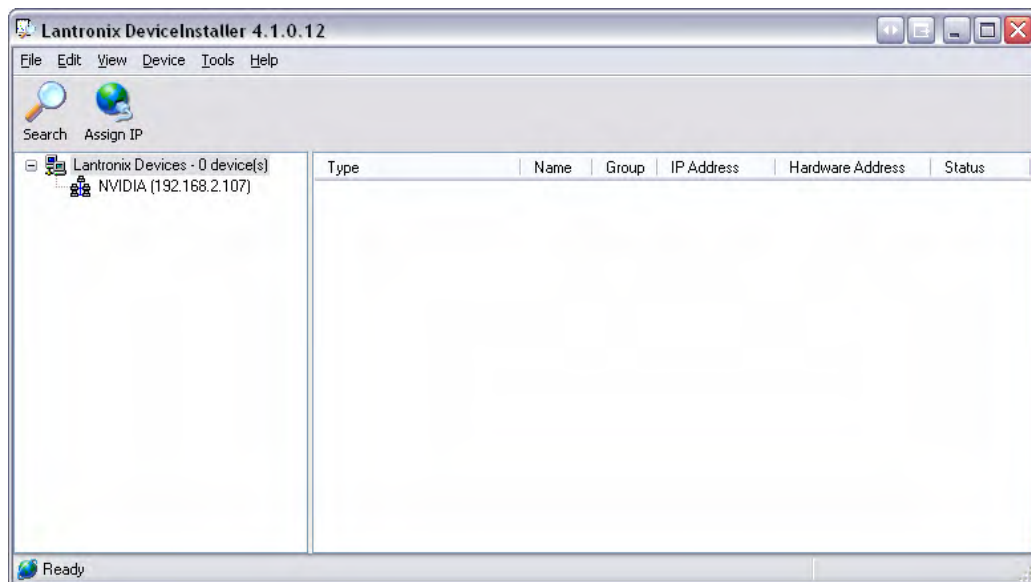 Lantronix DeviceInstaller 4.1.0.12
File Edit View Device Tools Help
Search Assign IP
Lantronix Devices - 0 device(s)
NVIDIA (192.168.2.107)
Type Name Group IP Address Hardware Address Status
Ready